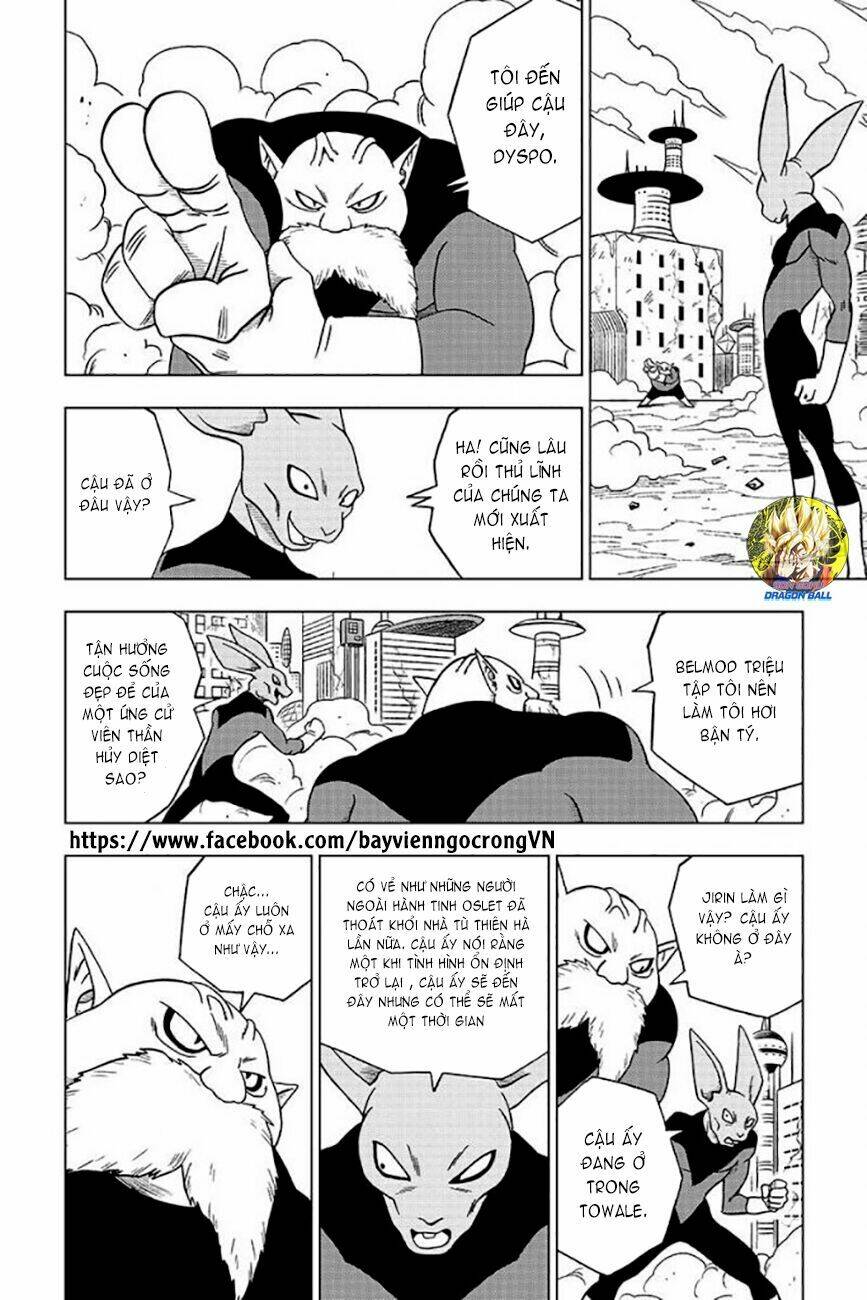 TÔI ĐẾN
GIÚP CẬU
ĐÂY,
DYSPO.
HA! CŨNG LÂU
RỒI THỦ LĨNH
CỦA CHÚNG TA
MỚI XUẤT
HIỆN.
CẬU ĐÃ Ở
ĐÂU VẬY?
DRAGON BALL
BELMOD TRIỆU
TẬP TÔI NÊN
LÀM TÔI HƠI
BẬN TÝ.
TẬN HƯỞNG
CUỘC SỐNG
ĐẸP ĐẼ CỦA
MỘT ỨNG CỬ
VIÊN THẦN
HỦY DIỆT
SAO?
https://www.facebook.com/bayvienngocrongVN
JIRIN LÀM GÌ
VẬY? CẬU ẤY
KHÔNG Ở ĐÂY
À?
CẬU ẤY
ĐANG Ở
TRONG
TOWALE.
CÓ VẺ NHƯ NHỮNG NGƯỜI
NGOÀI HÀNH TINH OSLET ĐÃ
THOÁT KHỎI NHÀ TÙ THIÊN HÀ
LẦN NỮA. CẬU ẤY NÓI RẰNG
MỘT KHI TÌNH HÌNH ỔN ĐỊNH
TRỞ LẠI , CẬU ẤY SẼ ĐẾN
ĐÂY NHƯNG CÓ THỂ SẼ MẤT
MỘT THỜI GIAN
CHẬC...
CẬU ẤY LUÔN
Ở MẤY CHỖ XA
NHƯ VẬY...